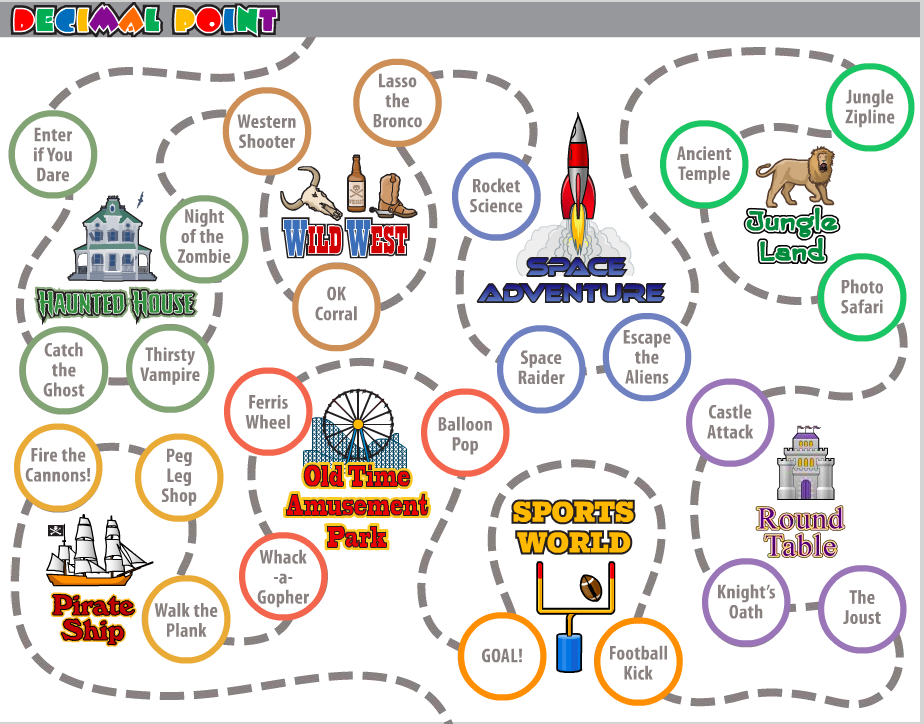 DECIMAL POINT
Enter
if You
Dare
Western
Shooter
Lasso
the
Bronco
Jungle
Zipline
Ancient
Temple
Rocket
Science
Night
of the
Zombie
WILD WEST
Jungle
Land
SPACE
ADVENTURE
HAUNTED HOUSE
OK
Corral
Photo
Safari
Catch
the
Ghost
Thirsty
Vampire
Space
Raider
Escape
the
Aliens
Ferris
Wheel
Balloon
Pop
Castle
Attack
Fire the
Cannons!
Peg
Leg
Shop
Old Time
Amusement
Park
SPORTS
WORLD
Round
Table
Whack
-a-
Gopher
Pirate
Ship
Walk the
Plank
Knight's
Oath
The
Joust
GOAL!
Football
Kick